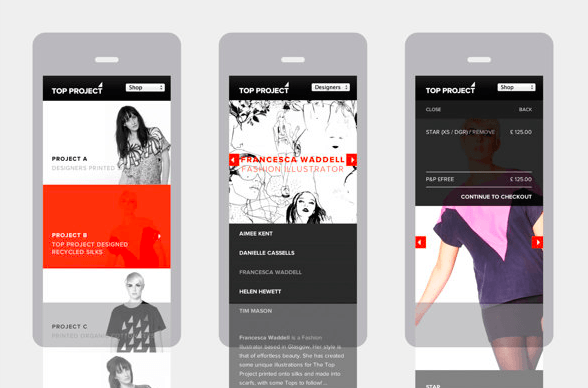 TOP PROJECT
Shop
PROJECT A
DESIGNERS PRINTED
PROJECT B
TOP PROJECT DESIGNED
RECYCLED SILKS
PROJECT C
TOP PROJECT
Designers
FRANCESCA WADDELL
FASHION ILLUSTRATOR
AIMEE KENT
DANIELLE CASSELLS
FRANCESCA WADDELL
HELEN HEWETT
TIM MASON
Francesca Waddell is a Fashion
Illustrator based in Glasgow. Her style is
that of effortless beauty. She has created
some illustrations for The Top
Project printed onto silks and made into
scarfs, with some Tups to follow! ...
TOP PROJECT
Shop
CLOSE
BACK
STAR (XS / DGR) / REMOVE
£ 125.00
P&P £FREE
£ 125.00
CONTINUE TO CHECKOUT
STAR